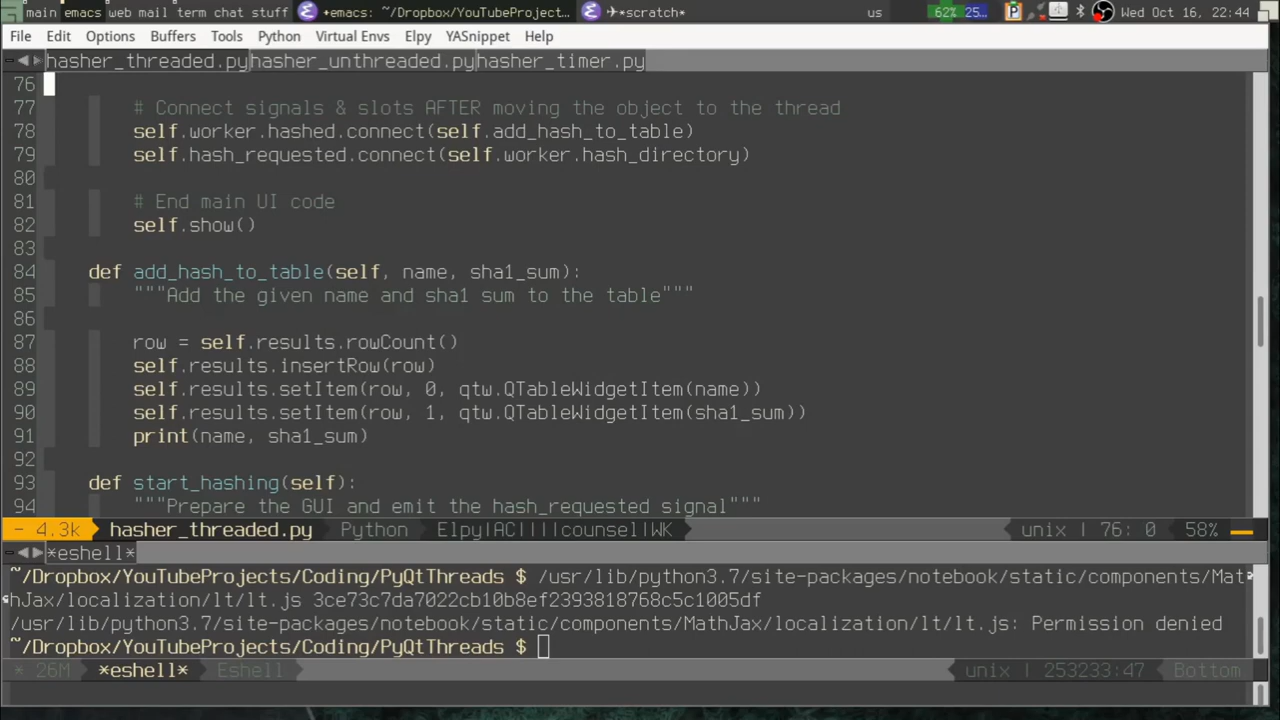 main emacs web mail term chat stuff +emacs: ~/Dropbox/YouTubeProject... *scratch* us 62% 25... Wed Oct 16, 22:44
File Edit Options Buffers Tools Python Virtual Envs Elpy YASnippet Help
hasher_threaded.py hasher_unthreaded.py hasher_timer.py
76
77 # Connect signals & slots AFTER moving the object to the thread
78 self.worker.hashed.connect(self.add_hash_to_table)
79 self.hash_requested.connect(self.worker.hash_directory)
80
81 # End main UI code
82 self.show()
83
84 def add_hash_to_table(self, name, sha1_sum):
85 """Add the given name and sha1 sum to the table"""
86
87 row = self.results.rowCount()
88 self.results.insertRow(row)
89 self.results.setItem(row, 0, qtw.QTableWidgetItem(name))
90 self.results.setItem(row, 1, qtw.QTableWidgetItem(sha1_sum))
91 print(name, sha1_sum)
92
93 def start_hashing(self):
94 """Prepare the GUI and emit the hash_requested signal"""
- 4.3k hasher_threaded.py Python Elpy|AC||||counsel|WK unix | 76: 0 58%
*eshell*
~/Dropbox/YouTubeProjects/Coding/PyQtThreads $ /usr/lib/python3.7/site-packages/notebook/static/components/Mat
hJax/localization/lt/lt.js 3ce73c7da7022cb10b8ef2393818768c5c1005df
/usr/lib/python3.7/site-packages/notebook/static/components/MathJax/localization/lt/lt.js: Permission denied
~/Dropbox/YouTubeProjects/Coding/PyQtThreads $
* 26M *eshell* Eshell unix | 253233:47 Bottom